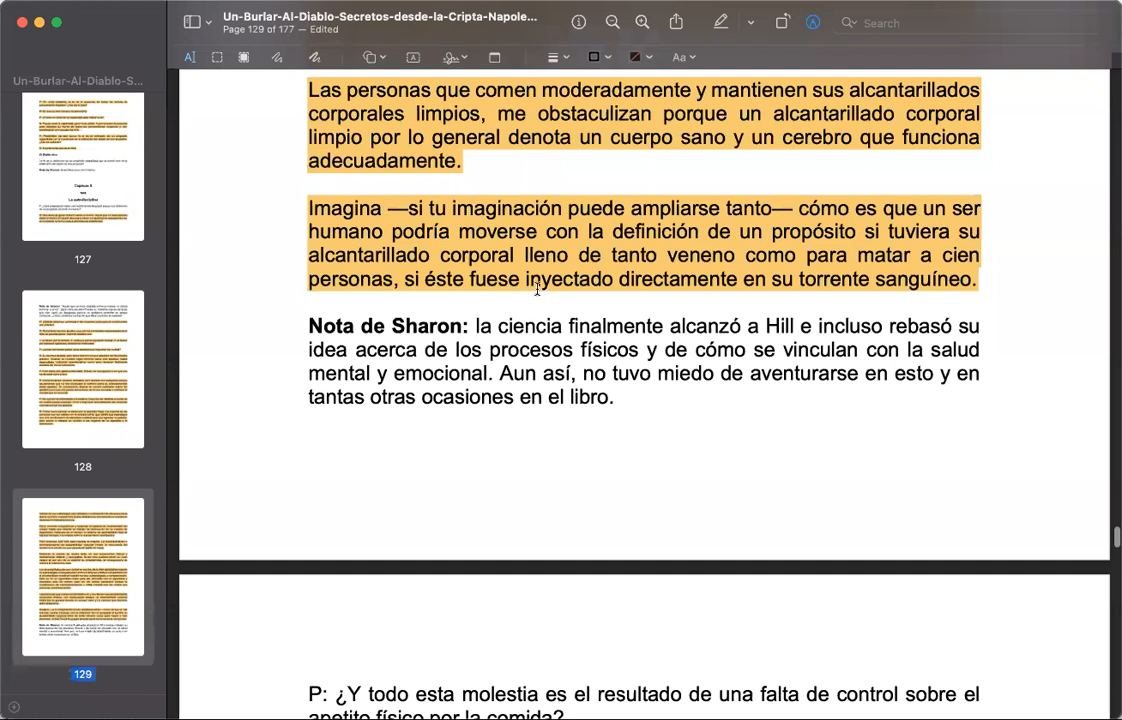 Un-Burlar-Al-Diablo-Secretos-desde-la-Cripta-Napole...
Page 129 of 177 — Edited
Search
Aa
Un-Burlar-Al-Diablo-S...
127
128
129
Las personas que comen moderadamente y mantienen sus alcantarillados
corporales limpios, me obstaculizan porque un alcantarillado corporal
limpio por lo general denota un cuerpo sano y un cerebro que funciona
adecuadamente.
Imagina —si tu imaginación puede ampliarse tanto— cómo es que un ser
humano podría moverse con la definición de un propósito si tuviera su
alcantarillado corporal lleno de tanto veneno como para matar a cien
personas, si éste fuese inyectado directamente en su torrente sanguíneo.
Nota de Sharon: la ciencia finalmente alcanzó a Hill e incluso rebasó su
idea acerca de los procesos físicos y de cómo se vinculan con la salud
mental y emocional. Aun así, no tuvo miedo de aventurarse en esto y en
tantas otras ocasiones en el libro.
P: ¿Y todo esta molestia es el resultado de una falta de control sobre el
apetito físico por la comida?